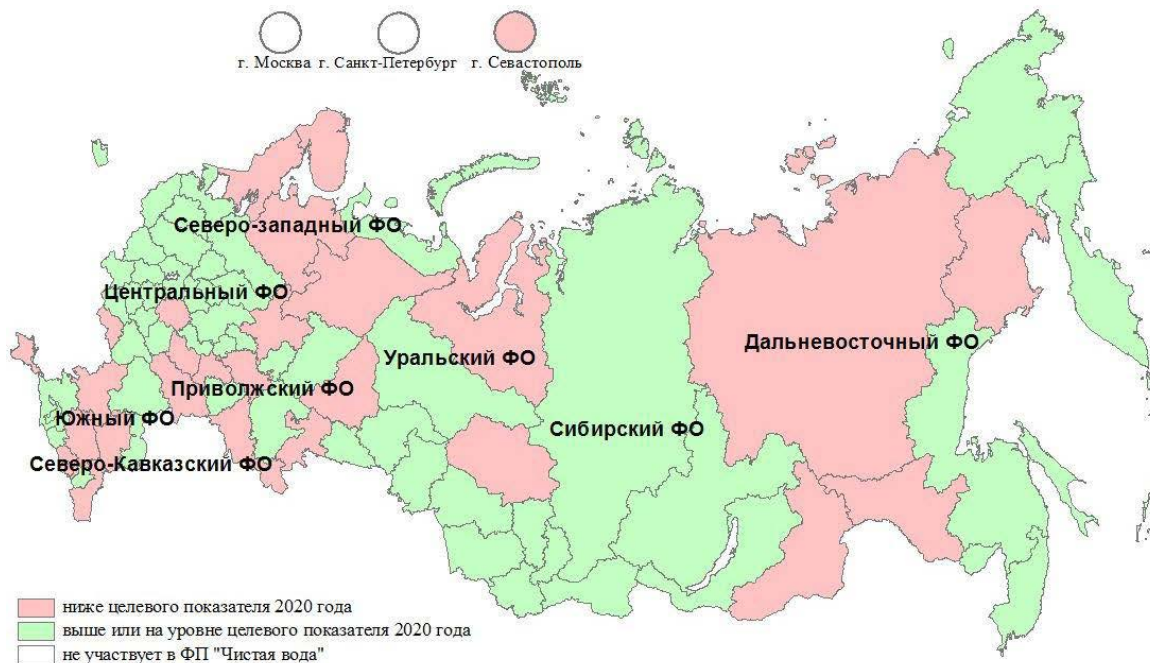 г. Москва г. Санкт-Петербург г. Севастополь
Северо-западный ФО
Центральный ФО
Дальневосточный ФО
Уральский ФО
Приволжский ФО
Южный ФО
Сибирский ФО
Северо-Кавказский ФО
ниже целевого показателя 2020 года
выше или на уровне целевого показателя 2020 года
не участвует в ФП "Чистая вода"